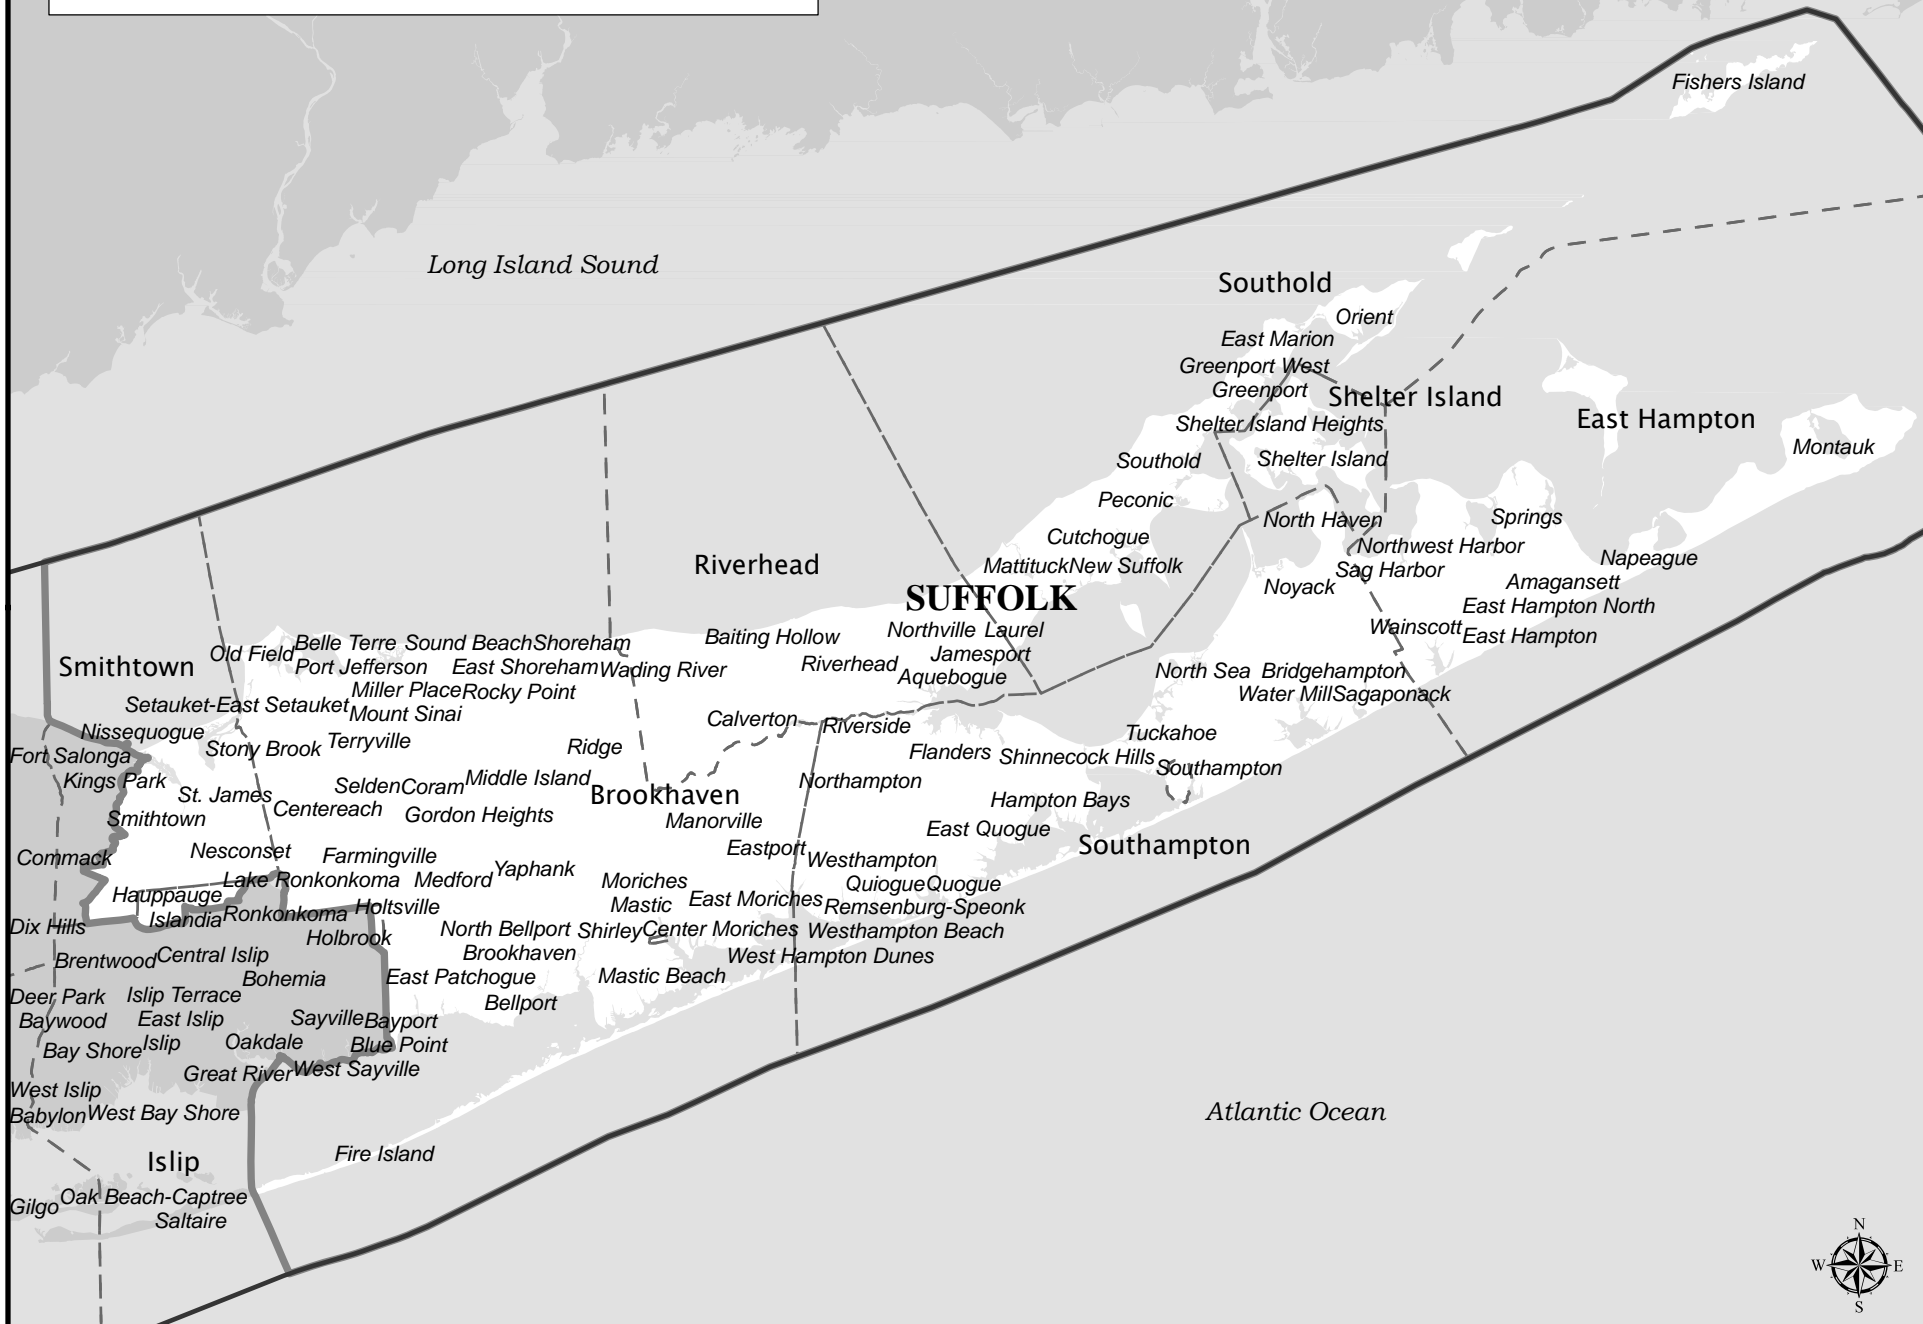 Fishers Island
Long Island Sound
Southold
Orient
East Marion
Greenport West
Greenport
Shelter Island
East Hampton
Shelter Island Heights
Montauk
Southold
Shelter Island
Peconic
North Haven
Springs
Cutchogue
Northwest Harbor
Napeague
Riverhead
Mattituck
New Suffolk
Sag Harbor
Noyack
Amagansett
SUFFOLK
East Hampton North
Northville
Laurel
Wainscott
East Hampton
Baiting Hollow
Belle Terre
Sound Beach
Shoreham
Old Field
Jamesport
Smithtown
Port Jefferson
East Shoreham
Wading River
Riverhead
Aquebogue
North Sea
Bridgehampton
Miller Place
Rocky Point
Water Mill
Sagaponack
Setauket-East Setauket
Mount Sinai
Calverton
Riverside
Nissequogue
Tuckahoe
Stony Brook
Terryville
Ridge
Flanders
Shinnecock Hills
Fort Salonga
Southampton
Kings Park
Selden
Coram
Middle Island
Northampton
St. James
Brookhaven
Hampton Bays
Centereach
Gordon Heights
Smithtown
Manorville
East Quogue
Southampton
Commack
Nesconset
Farmingville
Eastport
Westhampton
Yaphank
Lake Ronkonkoma
Medford
Moriches
Quiogue
Quogue
Hauppauge
Mastic
East Moriches
Remsenburg-Speonk
Islandia
Ronkonkoma
Holtsville
Dix Hills
Holbrook
North Bellport
Shirley
Center Moriches
Westhampton Beach
Brentwood
Central Islip
Brookhaven
West Hampton Dunes
Bohemia
East Patchogue
Mastic Beach
Deer Park
Islip Terrace
Bellport
Baywood
East Islip
Sayville
Bayport
Bay Shore
Islip
Oakdale
Blue Point
Great River
West Sayville
West Islip
Babylon
West Bay Shore
Atlantic Ocean
Fire Island
Islip
Gilgo
Oak Beach-Captree
Saltaire
N
W
E
S